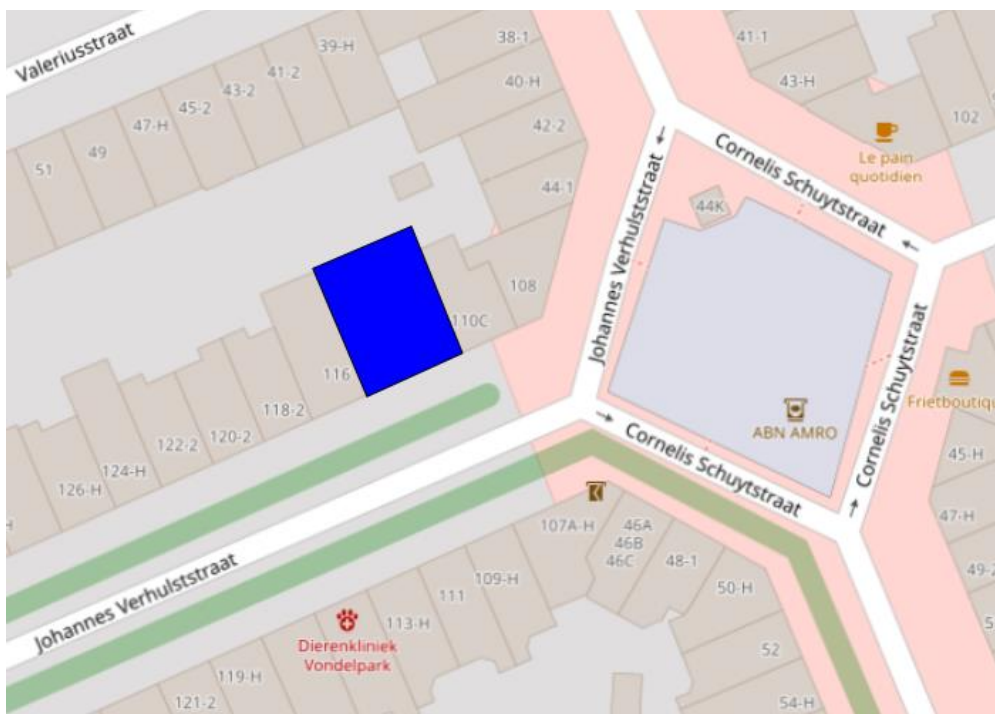 Valeriusstraat
39-H
41-2
43-2
45-2
47-H
49
51
38-1
40-H
42-2
44-1
41-1
43-H
102
Le pain
quotidien
Cornelis Schuytstraat
Johannes Verhulststraat
44K
108
110C
116
118-2
120-2
122-2
124-H
126-H
H
ABN AMRO
Frietboutiqu
Cornelis Schuytstraat
Cornelis Schuytstraat
45-H
47-H
49-2
5
107A-H
46A
46B
46C
48-1
50-H
52
54-H
Johannes Verhulststraat
109-H
111
113-H
Dierenkliniek
Vondelpark
119-H
121-2